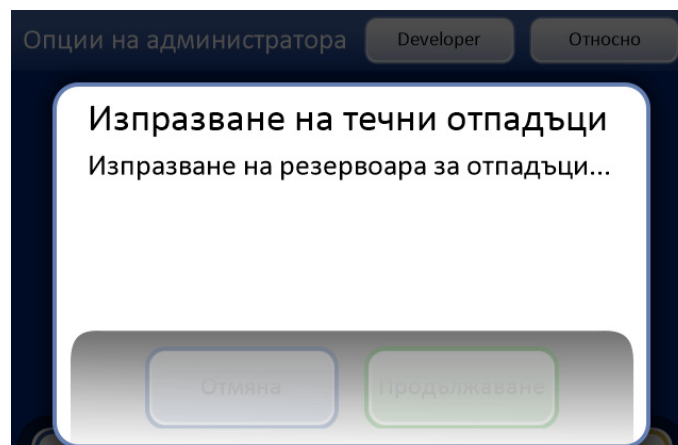 Опции на администратора Developer Относно
Изпразване на течни отпадъци
Изпразване на резервоара за отпадъци...
Отмяна Продължаване